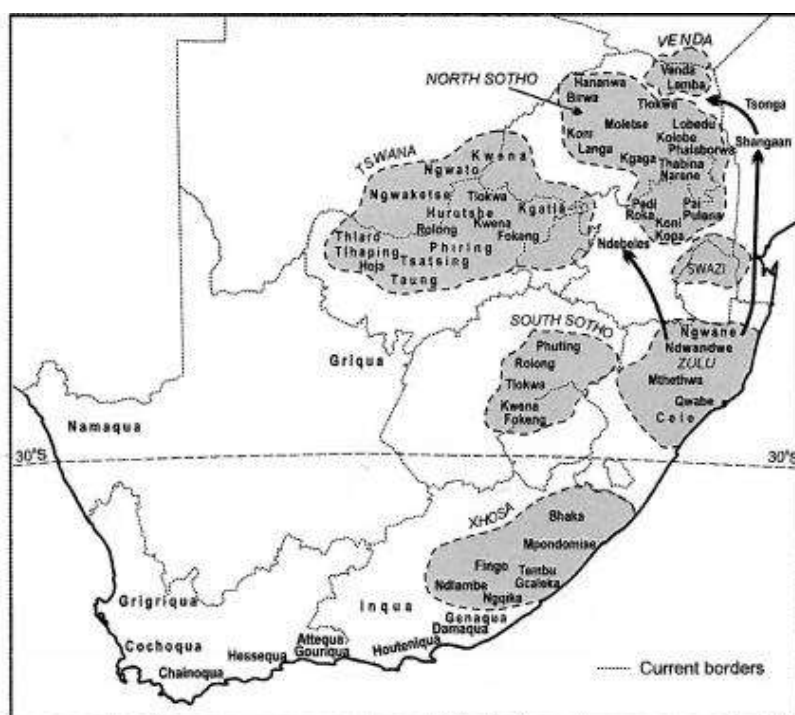 VENDA
Venda
Lemba
NORTH SOTHO
Hananwa
Birwa
Tlokwa
Tsonga
Moletse
Lobedu
Kolobe
Koni
Phalaborwa
Shangaan
Langa
Kgaga
Thabina
Narene
TSWANA
Kwena
Ngwato
Ngwaketse
Tlokwa
Kgatla
Hurutshe
Kwena
Rolong
Fokeng
Pedi
Pai
Roka
Pulana
Koni
Kopa
Thlaro
Tlhaping
Phiring
Hoja
Tsatsing
Taung
Ndebeles
SWAZI
SOUTH SOTHO
Ngwane
Ndwandwe
ZULU
Phuting
Griqua
Rolong
Mthethwa
Tlokwa
Qwabe
Kwena
Fokeng
Cele
Namaqua
30°S
30°S
XHOSA
Bhaka
Mpondomise
Fingo
Tembu
Ndlambe
Gcaleka
Ngqika
Grigriqua
Inqua
Genaqua
Damaqua
Cochoqua
Attequa
Gouriqua
Houteniqua
Hessequa
Chainoqua
Current borders